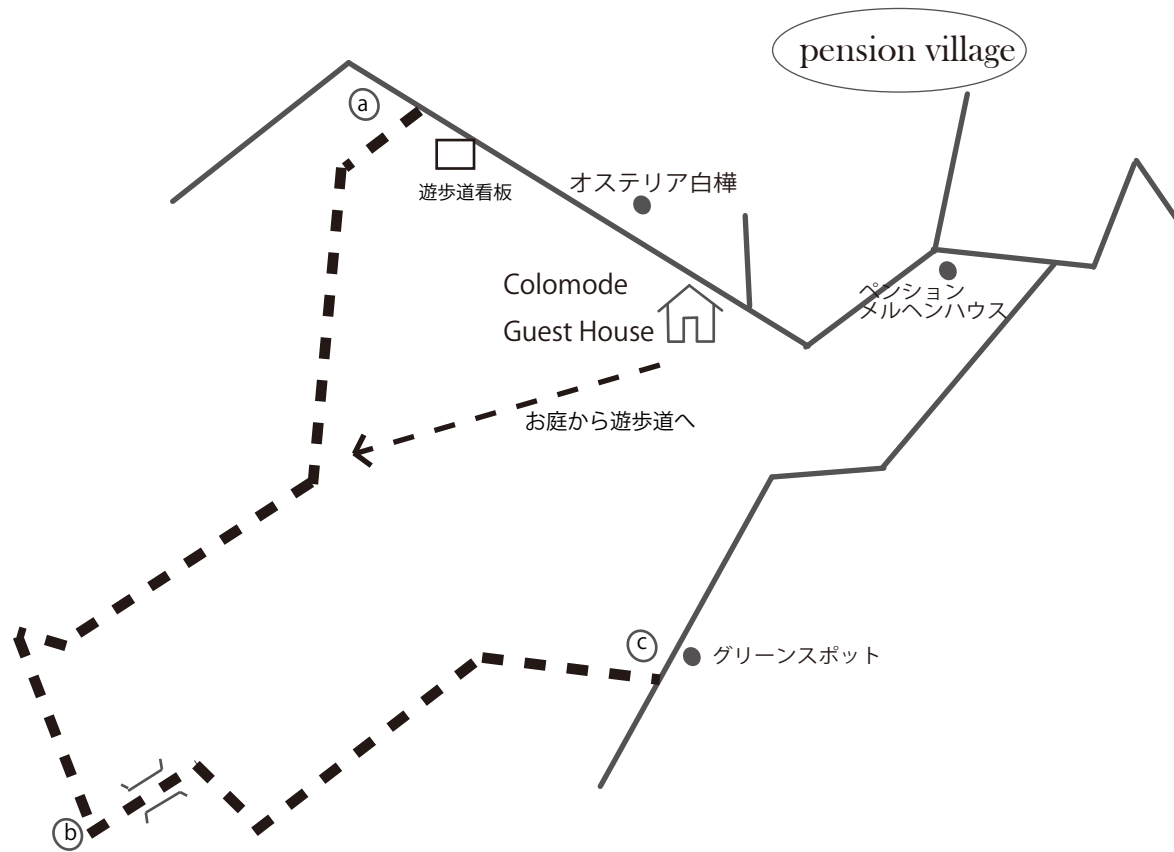 pension village
a
遊歩道看板
オステリア白樺
Colomode
Guest House
ペンション
メルヘンハウス
お庭から遊歩道へ
c
グリーンスポット
b